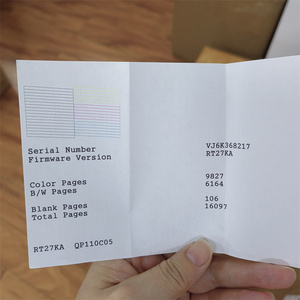 Serial Number VJ6K368217
Firmware Version RT27KA
Color Pages 9827
B/W Pages 6164
Blank Pages 106
Total Pages 16097
RT27KA QP110C05